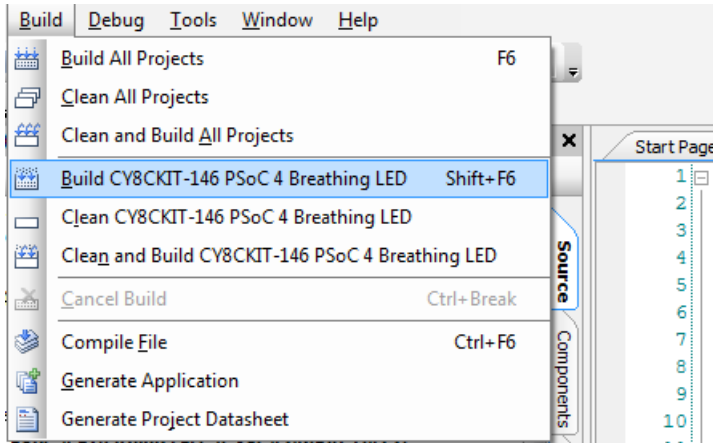 Build Debug Tools Window Help
Build All Projects F6
Clean All Projects
Clean and Build All Projects
Build CY8CKIT-146 PSoC 4 Breathing LED Shift+F6
Clean CY8CKIT-146 PSoC 4 Breathing LED
Clean and Build CY8CKIT-146 PSoC 4 Breathing LED
Cancel Build Ctrl+Break
Compile File Ctrl+F6
Generate Application
Generate Project Datasheet
Source
Components
Start Page
1
2
3
4
5
6
7
8
9
10